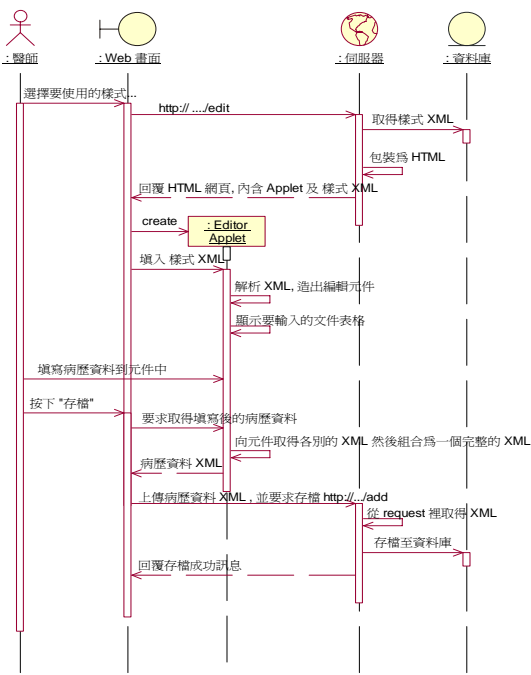 : 醫師
: Web 畫面
: 伺服器
: 資料庫
選擇要使用的樣式...
http:// ..../edit
取得樣式 XML
包裝為 HTML
回覆 HTML 網頁, 內含 Applet 及 樣式 XML
create
: Editor
Applet
填入 樣式 XML
解析 XML, 造出編輯元件
顯示要輸入的文件表格
填寫病歷資料到元件中
按下 "存檔"
要求取得填寫後的病歷資料
向元件取得各別的 XML 然後組合為一個完整的 XML
病歷資料 XML
上傳病歷資料 XML , 並要求存檔 http://.../add
從 request 裡取得 XML
存檔至資料庫
回覆存檔成功訊息